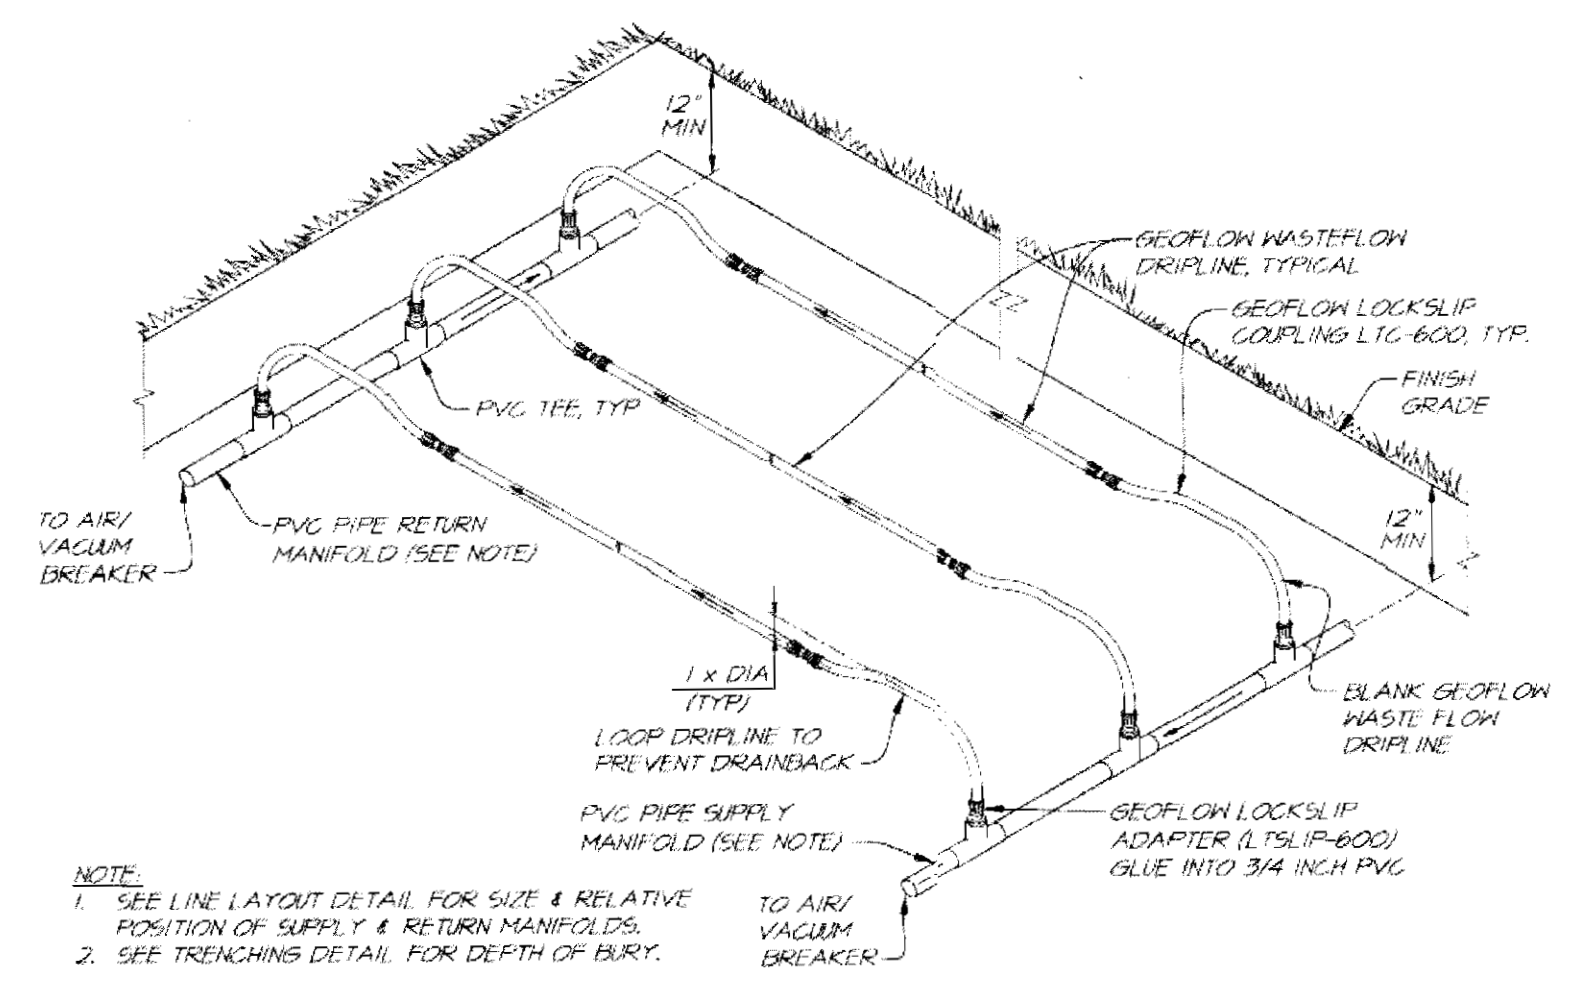 12"
MIN
GEOFLOW WASTEFLOW
DRIPLINE, TYPICAL
GEOFLOW LOCKSLIP
COUPLING LTC-600, TYP.
FINISH
GRADE
PVC TEE, TYP
12"
MIN
TO AIR/
VACUUM
BREAKER
PVC PIPE RETURN
MANIFOLD (SEE NOTE)
1 x DIA
(TYP)
LOOP DRIPLINE TO
PREVENT DRAINBACK
BLANK GEOFLOW
WASTE FLOW
DRIPLINE
PVC PIPE SUPPLY
MANIFOLD (SEE NOTE)
GEOFLOW LOCKSLIP
ADAPTER (LTSLIP-600)
GLUE INTO 3/4 INCH PVC
NOTE:
1. SEE LINE LAYOUT DETAIL FOR SIZE & RELATIVE
POSITION OF SUPPLY & RETURN MANIFOLDS.
2. SEE TRENCHING DETAIL FOR DEPTH OF BURY.
TO AIR/
VACUUM
BREAKER